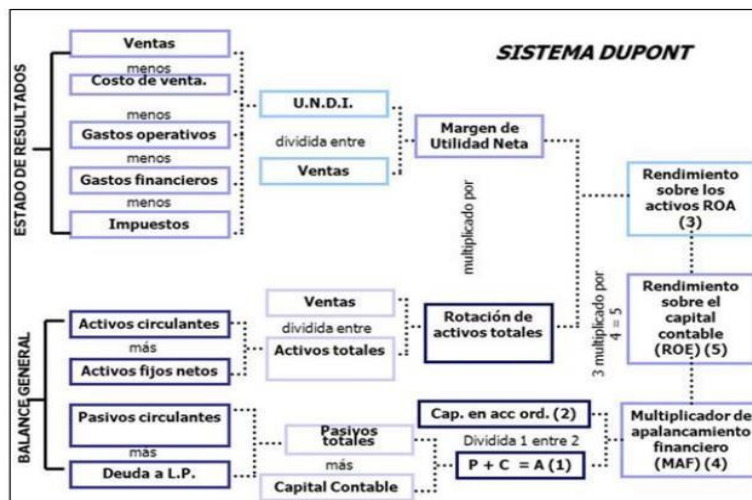 SISTEMA DUPONT
ESTADO DE RESULTADOS
Ventas
menos
Costo de venta.
menos
Gastos operativos
menos
Gastos financieros
menos
Impuestos
U.N.D.I.
dividida entre
Ventas
Margen de
Utilidad Neta
multiplicado por
Rendimiento
sobre los
activos ROA
(3)
3 multiplicado por
4 = 5
Rendimiento
sobre el
capital
contable
(ROE) (5)
BALANCE GENERAL
Activos circulantes
más
Activos fijos netos
Ventas
dividida entre
Activos totales
Rotación de
activos totales
Pasivos circulantes
más
Deuda a L.P.
Pasivos
totales
más
Capital Contable
Cap. en acc ord. (2)
Dividida 1 entre 2
P + C = A (1)
Multiplicador de
apalancamiento
financiero
(MAF) (4)